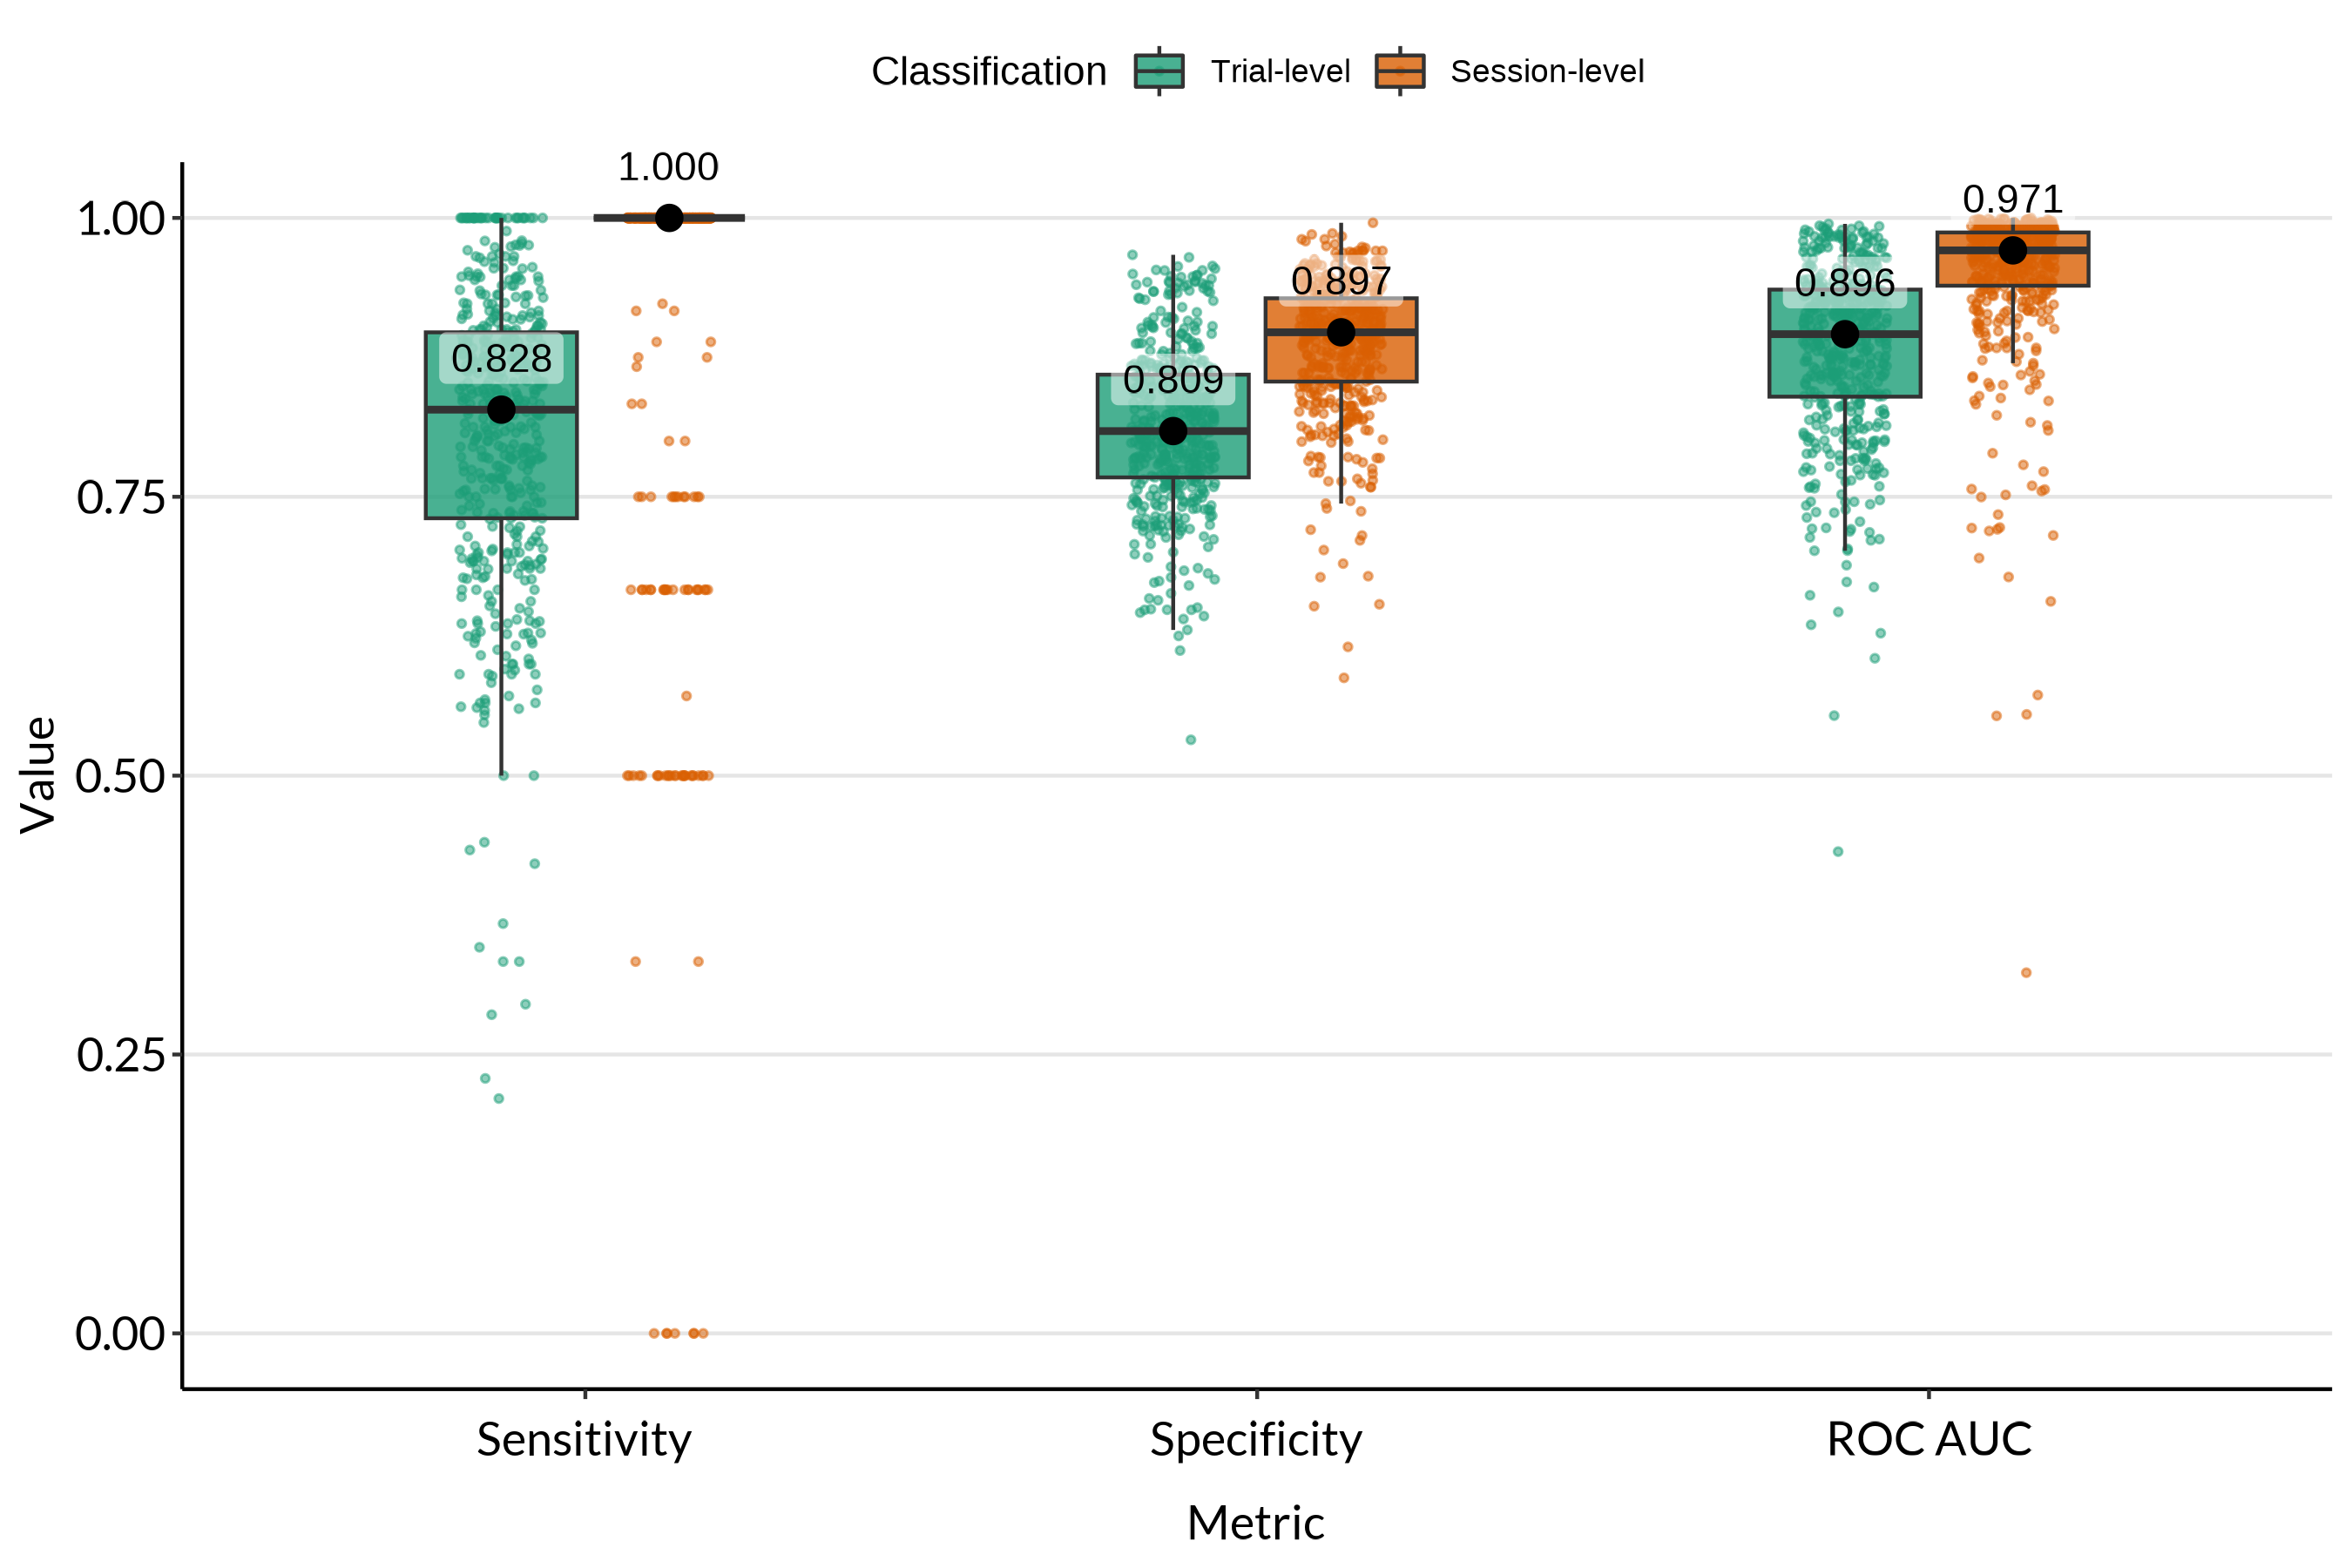 Classification Trial-level Session-level
1.000
0.971
0.897
0.896
0.828
0.809
1.00
0.75
0.50
0.25
0.00
Value
Sensitivity Specificity ROC AUC
Metric